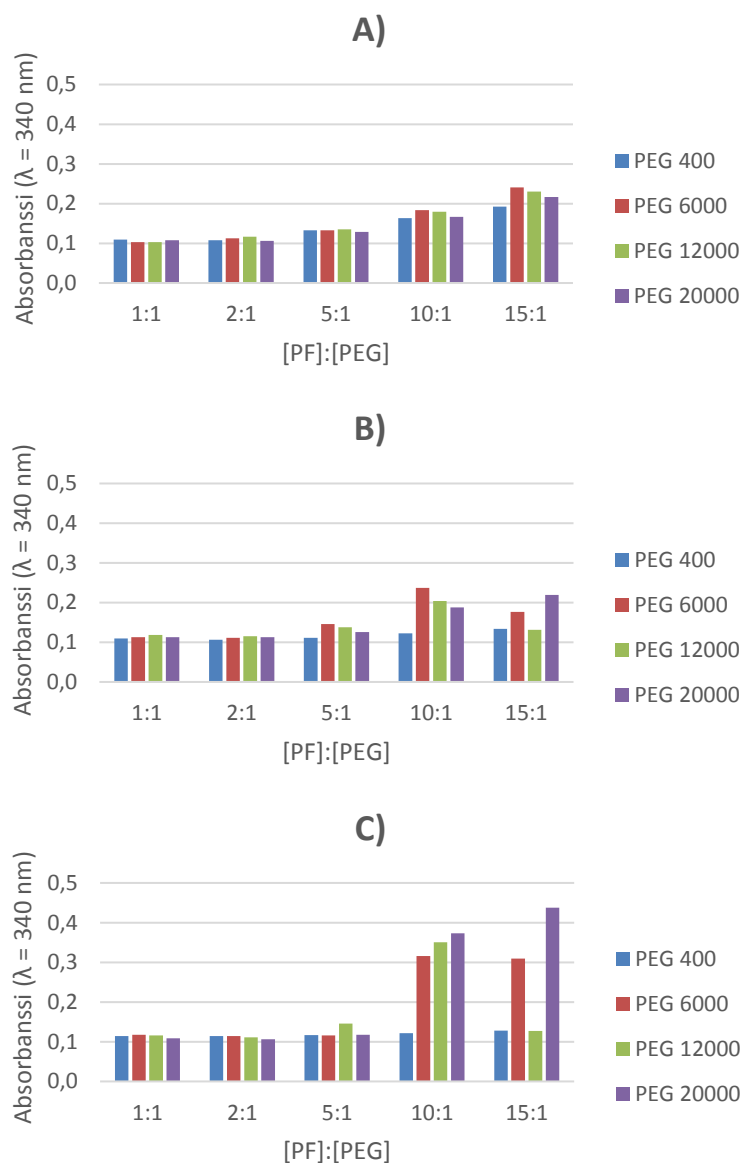 A)
Absorbanssi (λ = 340 nm)
0,5
0,4
0,3
0,2
0,1
0,0
1:1 2:1 5:1 10:1 15:1
[PF]:[PEG]
PEG 400
PEG 6000
PEG 12000
PEG 20000
B)
Absorbanssi (λ = 340 nm)
0,5
0,4
0,3
0,2
0,1
0,0
1:1 2:1 5:1 10:1 15:1
[PF]:[PEG]
PEG 400
PEG 6000
PEG 12000
PEG 20000
C)
Absorbanssi (λ = 340 nm)
0,5
0,4
0,3
0,2
0,1
0,0
1:1 2:1 5:1 10:1 15:1
[PF]:[PEG]
PEG 400
PEG 6000
PEG 12000
PEG 20000